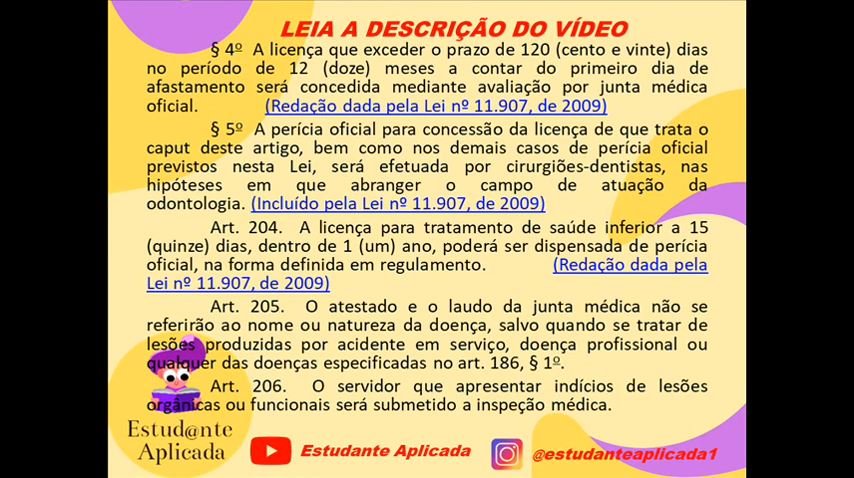 LEIA A DESCRIÇÃO DO VÍDEO
§ 4º A licença que exceder o prazo de 120 (cento e vinte) dias
no período de 12 (doze) meses a contar do primeiro dia de
afastamento será concedida mediante avaliação por junta médica
oficial. (Redação dada pela Lei nº 11.907, de 2009)
§ 5º A perícia oficial para concessão da licença de que trata o
caput deste artigo, bem como nos demais casos de perícia oficial
previstos nesta Lei, será efetuada por cirurgiões-dentistas, nas
hipóteses em que abranger o campo de atuação da
odontologia. (Incluído pela Lei nº 11.907, de 2009)
Art. 204. A licença para tratamento de saúde inferior a 15
(quinze) dias, dentro de 1 (um) ano, poderá ser dispensada de perícia
oficial, na forma definida em regulamento. (Redação dada pela
Lei nº 11.907, de 2009)
Art. 205. O atestado e o laudo da junta médica não se
referirão ao nome ou natureza da doença, salvo quando se tratar de
lesões produzidas por acidente em serviço, doença profissional ou
qualquer das doenças especificadas no art. 186, § 1º.
Art. 206. O servidor que apresentar indícios de lesões
orgânicas ou funcionais será submetido a inspeção médica.
Estud@nte
Aplicada
Estudante Aplicada
@estudanteaplicada1